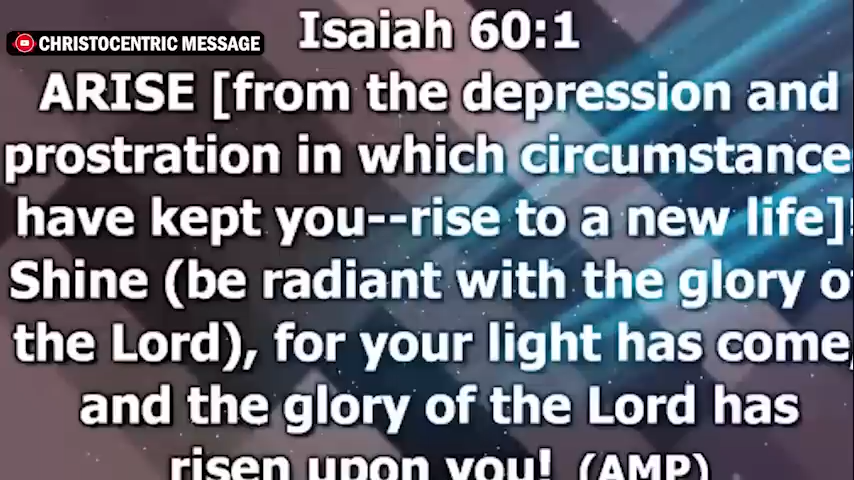 Isaiah 60:1
CHRISTOCENTRIC MESSAGE
ARISE [from the depression and
prostration in which circumstance
have kept you--rise to a new life]!
Shine (be radiant with the glory of
the Lord), for your light has come,
and the glory of the Lord has
risen upon you! (AMP)